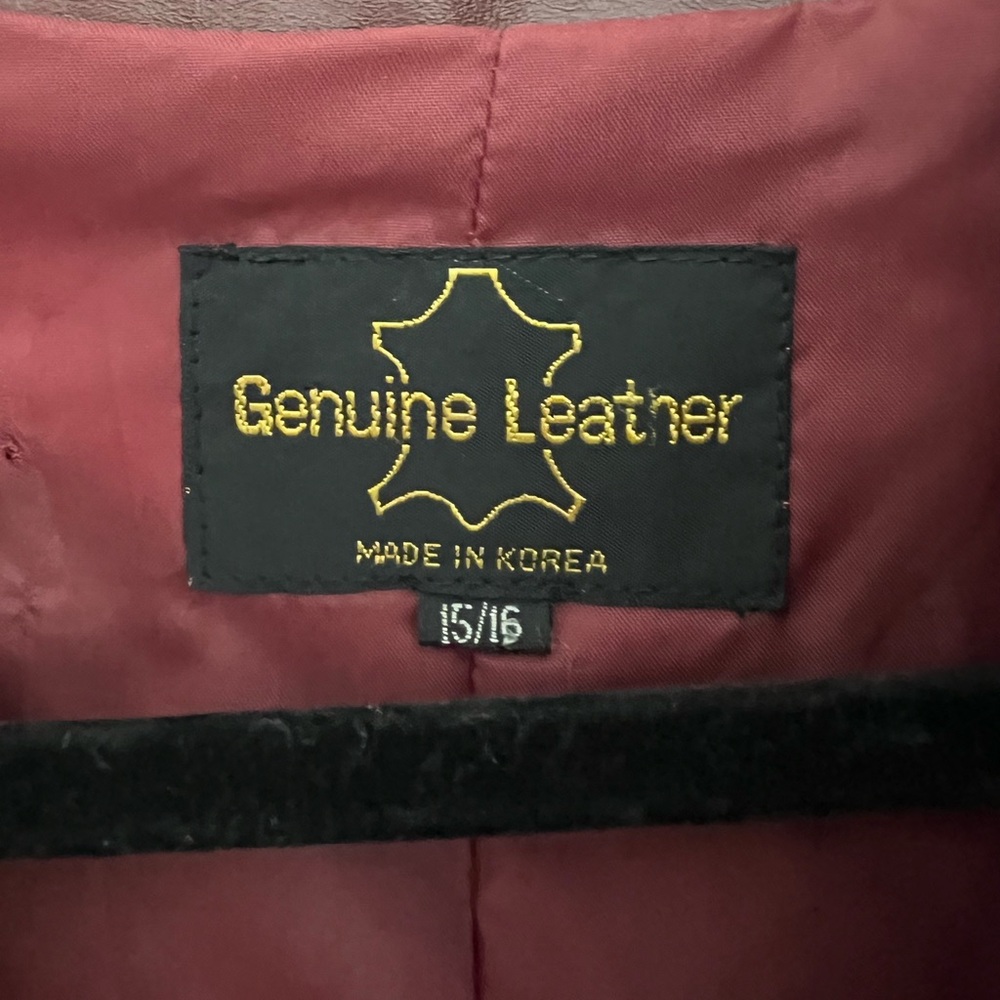 Genuine Leather
MADE IN KOREA
15/16